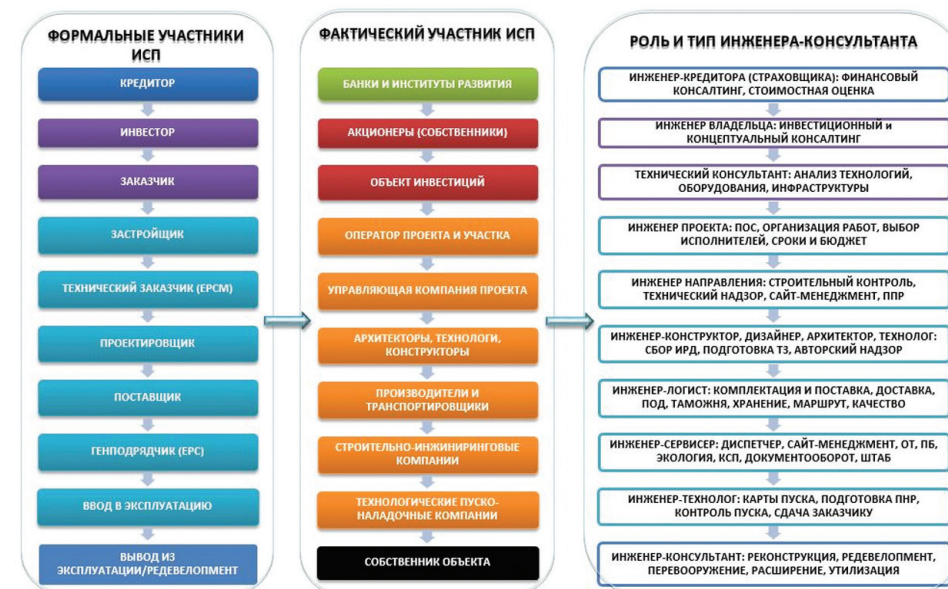 ФОРМАЛЬНЫЕ УЧАСТНИКИ
ИСП
КРЕДИТОР
ИНВЕСТОР
ЗАКАЗЧИК
ЗАСТРОЙЩИК
ТЕХНИЧЕСКИЙ ЗАКАЗЧИК (EPCM)
ПРОЕКТИРОВЩИК
ПОСТАВЩИК
ГЕНПОДРЯДЧИК (EPC)
ВВОД В ЭКСПЛУАТАЦИЮ
ВЫВОД ИЗ
ЭКСПЛУАТАЦИИ/РЕДЕВЕЛОПМЕНТ
ФАКТИЧЕСКИЙ УЧАСТНИК ИСП
БАНКИ И ИНСТИТУТЫ РАЗВИТИЯ
АКЦИОНЕРЫ (СОБСТВЕННИКИ)
ОБЪЕКТ ИНВЕСТИЦИЙ
ОПЕРАТОР ПРОЕКТА И УЧАСТКА
УПРАВЛЯЮЩАЯ КОМПАНИЯ ПРОЕКТА
АРХИТЕКТОРЫ, ТЕХНОЛОГИ,
КОНСТРУКТОРЫ
ПРОИЗВОДИТЕЛИ И
ТРАНСПОРТИРОВЩИКИ
СТРОИТЕЛЬНО-ИНЖИНИРИНГОВЫЕ
КОМПАНИИ
ТЕХНОЛОГИЧЕСКИЕ ПУСКО-
НАЛАДОЧНЫЕ КОМПАНИИ
СОБСТВЕННИК ОБЪЕКТА
РОЛЬ И ТИП ИНЖЕНЕРА-КОНСУЛЬТАНТА
ИНЖЕНЕР-КРЕДИТОРА (СТРАХОВЩИКА): ФИНАНСОВЫЙ
КОНСАЛТИНГ, СТОИМОСТНАЯ ОЦЕНКА
ИНЖЕНЕР ВЛАДЕЛЬЦА: ИНВЕСТИЦИОННЫЙ и
КОНЦЕПТУАЛЬНЫЙ КОНСАЛТИНГ
ТЕХНИЧЕСКИЙ КОНСУЛЬТАНТ: АНАЛИЗ ТЕХНОЛОГИЙ,
ОБОРУДОВАНИЯ, ИНФРАСТРУКТУРЫ
ИНЖЕНЕР ПРОЕКТА: ПОС, ОРГАНИЗАЦИЯ РАБОТ, ВЫБОР
ИСПОЛНИТЕЛЕЙ, СРОКИ И БЮДЖЕТ
ИНЖЕНЕР НАПРАВЛЕНИЯ: СТРОИТЕЛЬНЫЙ КОНТРОЛЬ,
ТЕХНИЧЕСКИЙ НАДЗОР, САЙТ-МЕНЕДЖМЕНТ, ППР
ИНЖЕНЕР-КОНСТРУКТОР, ДИЗАЙНЕР, АРХИТЕКТОР, ТЕХНОЛОГ:
СБОР ИРД, ПОДГОТОВКА ТЗ, АВТОРСКИЙ НАДЗОР
ИНЖЕНЕР-ЛОГИСТ: КОМПЛЕКТАЦИЯ И ПОСТАВКА, ДОСТАВКА,
ПОД, ТАМОЖНЯ, ХРАНЕНИЕ, МАРШРУТ, КАЧЕСТВО
ИНЖЕНЕР-СЕРВИСЕР: ДИСПЕТЧЕР, САЙТ-МЕНЕДЖМЕНТ, ОТ, ПБ,
ЭКОЛОГИЯ, КСП, ДОКУМЕНТООБОРОТ, ШТАБ
ИНЖЕНЕР-ТЕХНОЛОГ: КАРТЫ ПУСКА, ПОДГОТОВКА ПНР,
КОНТРОЛЬ ПУСКА, СДАЧА ЗАКАЗЧИКУ
ИНЖЕНЕР-КОНСУЛЬТАНТ: РЕКОНСТРУКЦИЯ, РЕДЕВЕЛОПМЕНТ,
ПЕРЕВООРУЖЕНИЕ, РАСШИРЕНИЕ, УТИЛИЗАЦИЯ